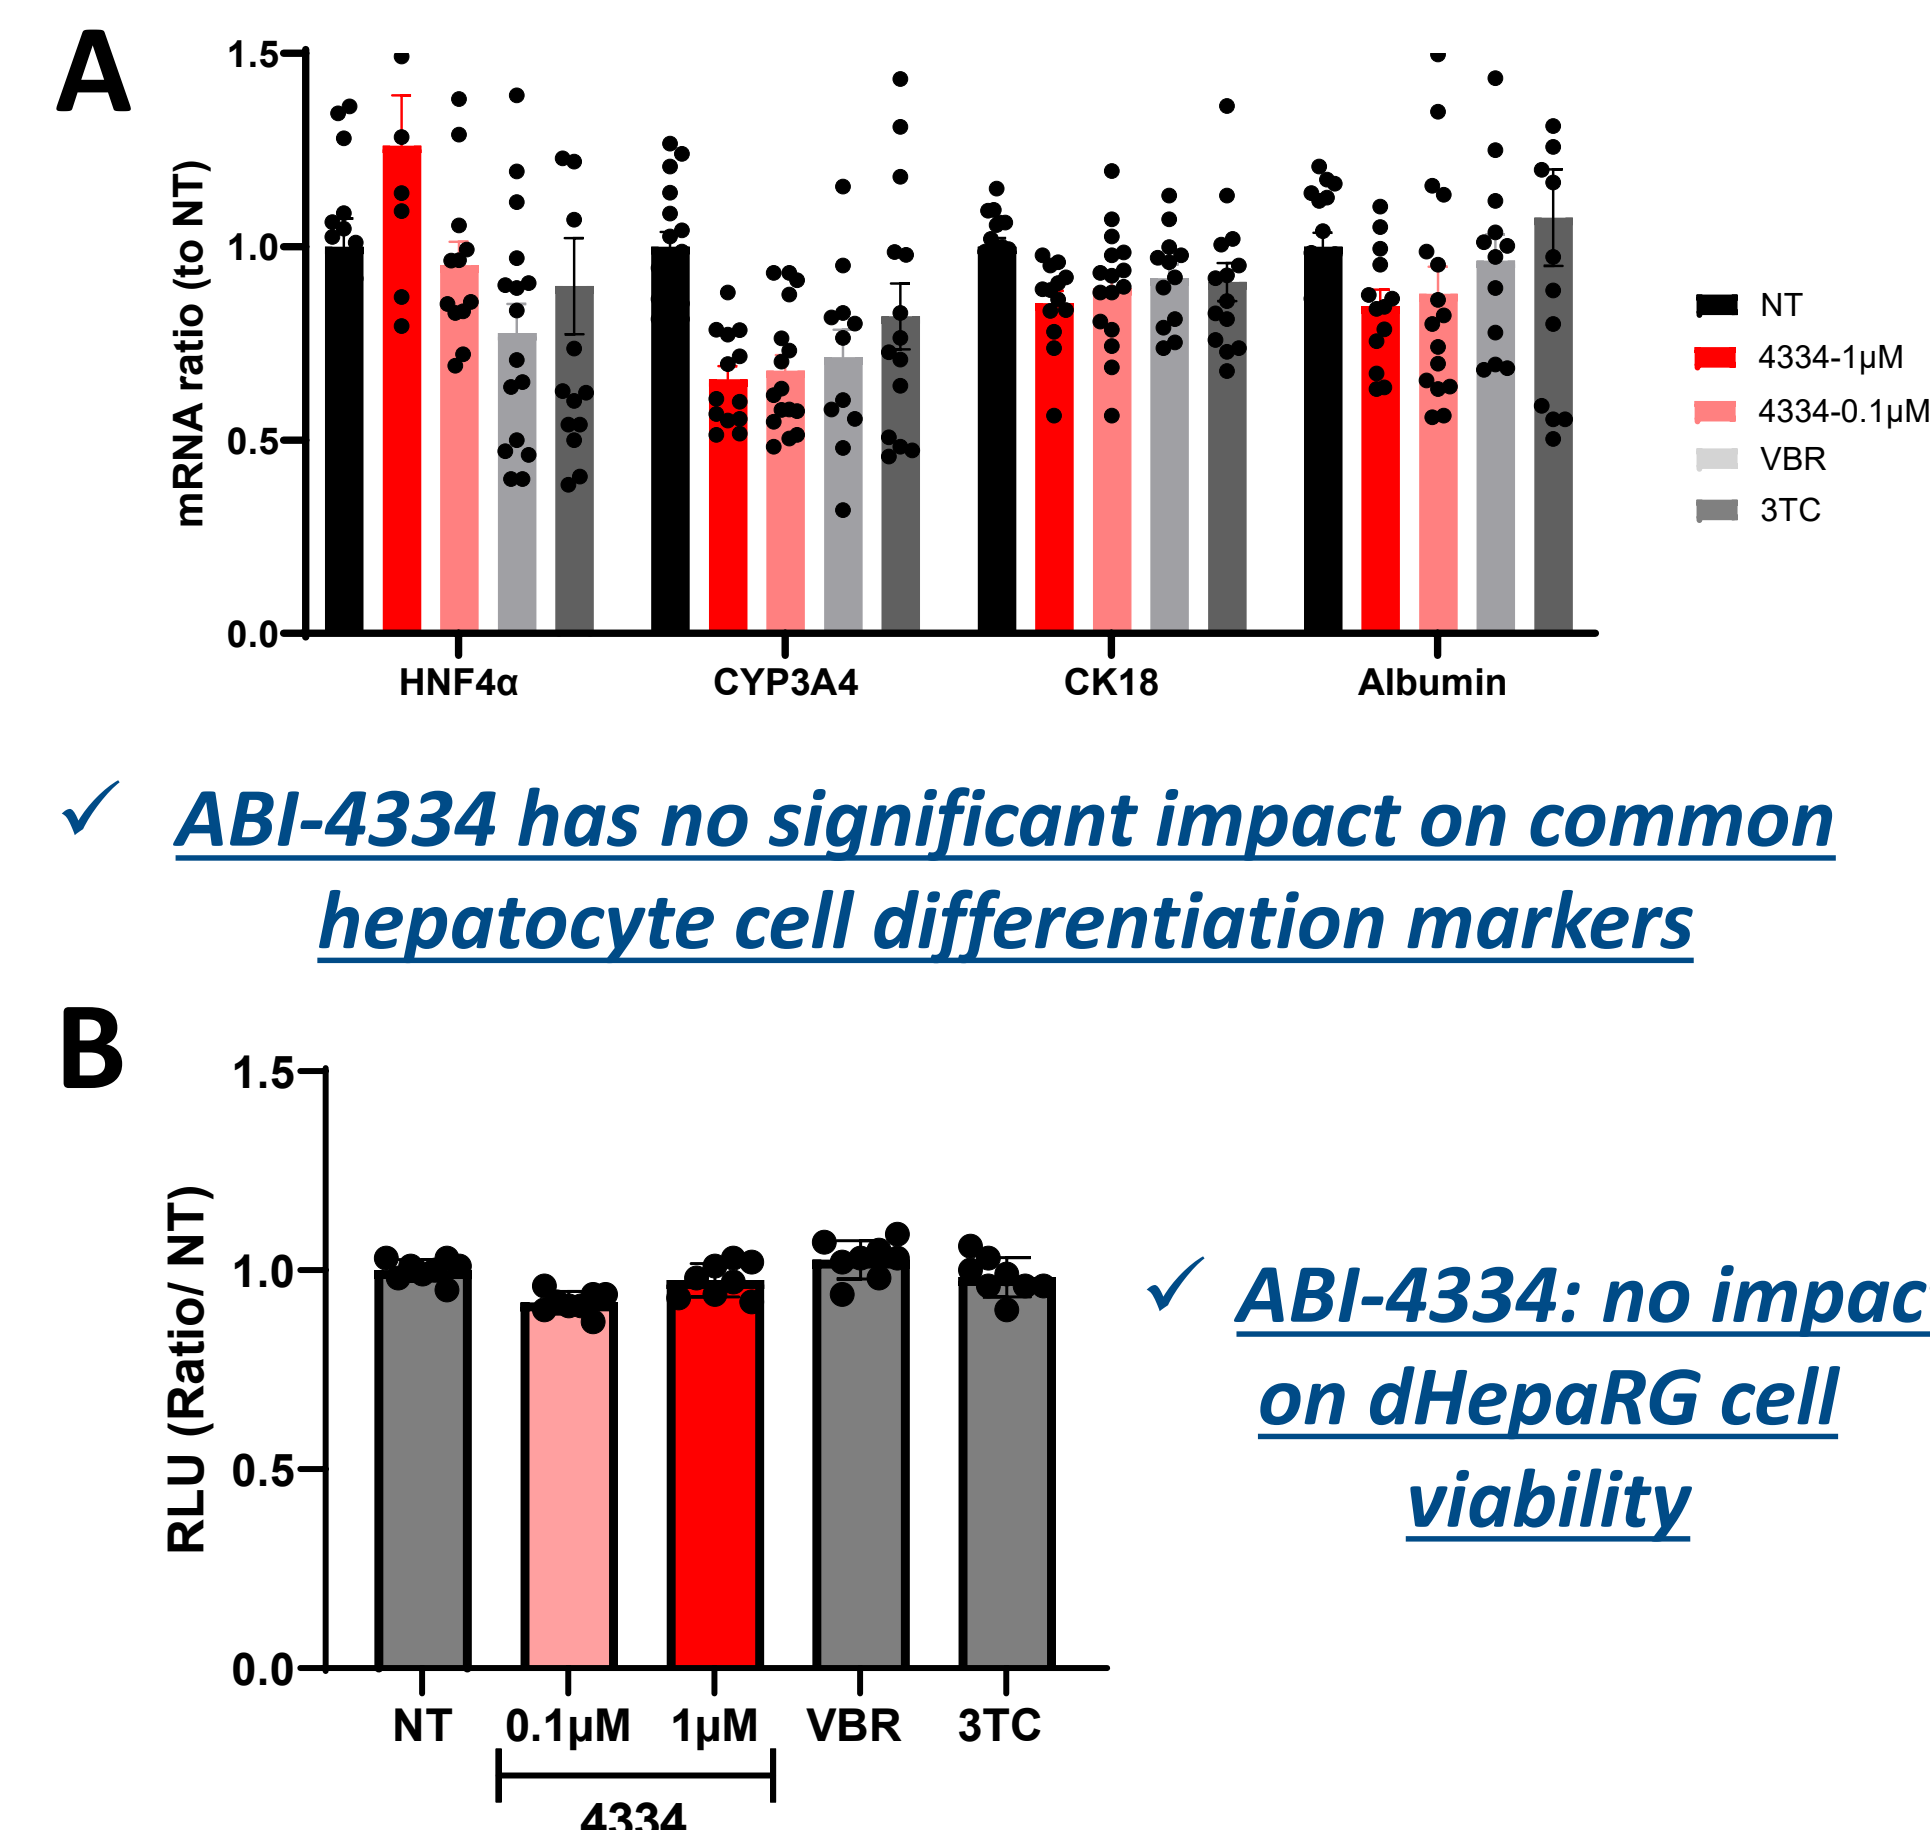 A
1.5
1.0
0.5
0.0
mRNA ratio (to NT)
HNF4α CYP3A4 CK18 Albumin
NT
4334-1µM
4334-0.1µM
VBR
3TC
✓ ABI-4334 has no significant impact on common
hepatocyte cell differentiation markers
B
1.5
1.0
0.5
0.0
RLU (Ratio/ NT)
NT 0.1µM 1µM VBR 3TC
4334
✓ ABI-4334: no impac
on dHepaRG cell
viability